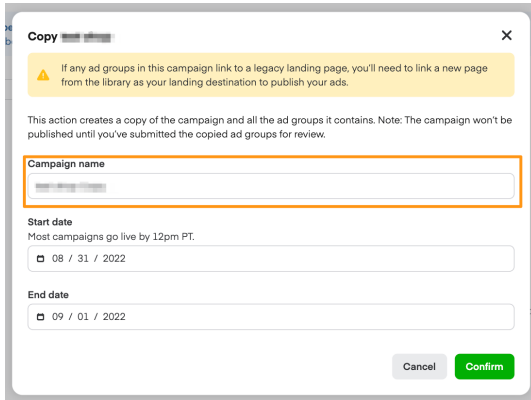 Copy
If any ad groups in this campaign link to a legacy landing page, you'll need to link a new page
from the library as your landing destination to publish your ads.
This action creates a copy of the campaign and all the ad groups it contains. Note: The campaign won't be
published until you've submitted the copied ad groups for review.
Campaign name
Start date
Most campaigns go live by 12pm PT.
08 / 31 / 2022
End date
09 / 01 / 2022
Cancel Confirm